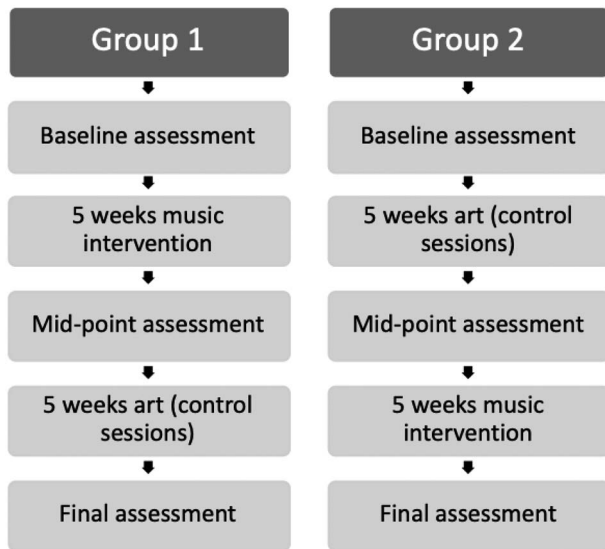 Group 1
Baseline assessment
5 weeks music
intervention
Mid-point assessment
5 weeks art (control
sessions)
Final assessment
Group 2
Baseline assessment
5 weeks art (control
sessions)
Mid-point assessment
5 weeks music
intervention
Final assessment